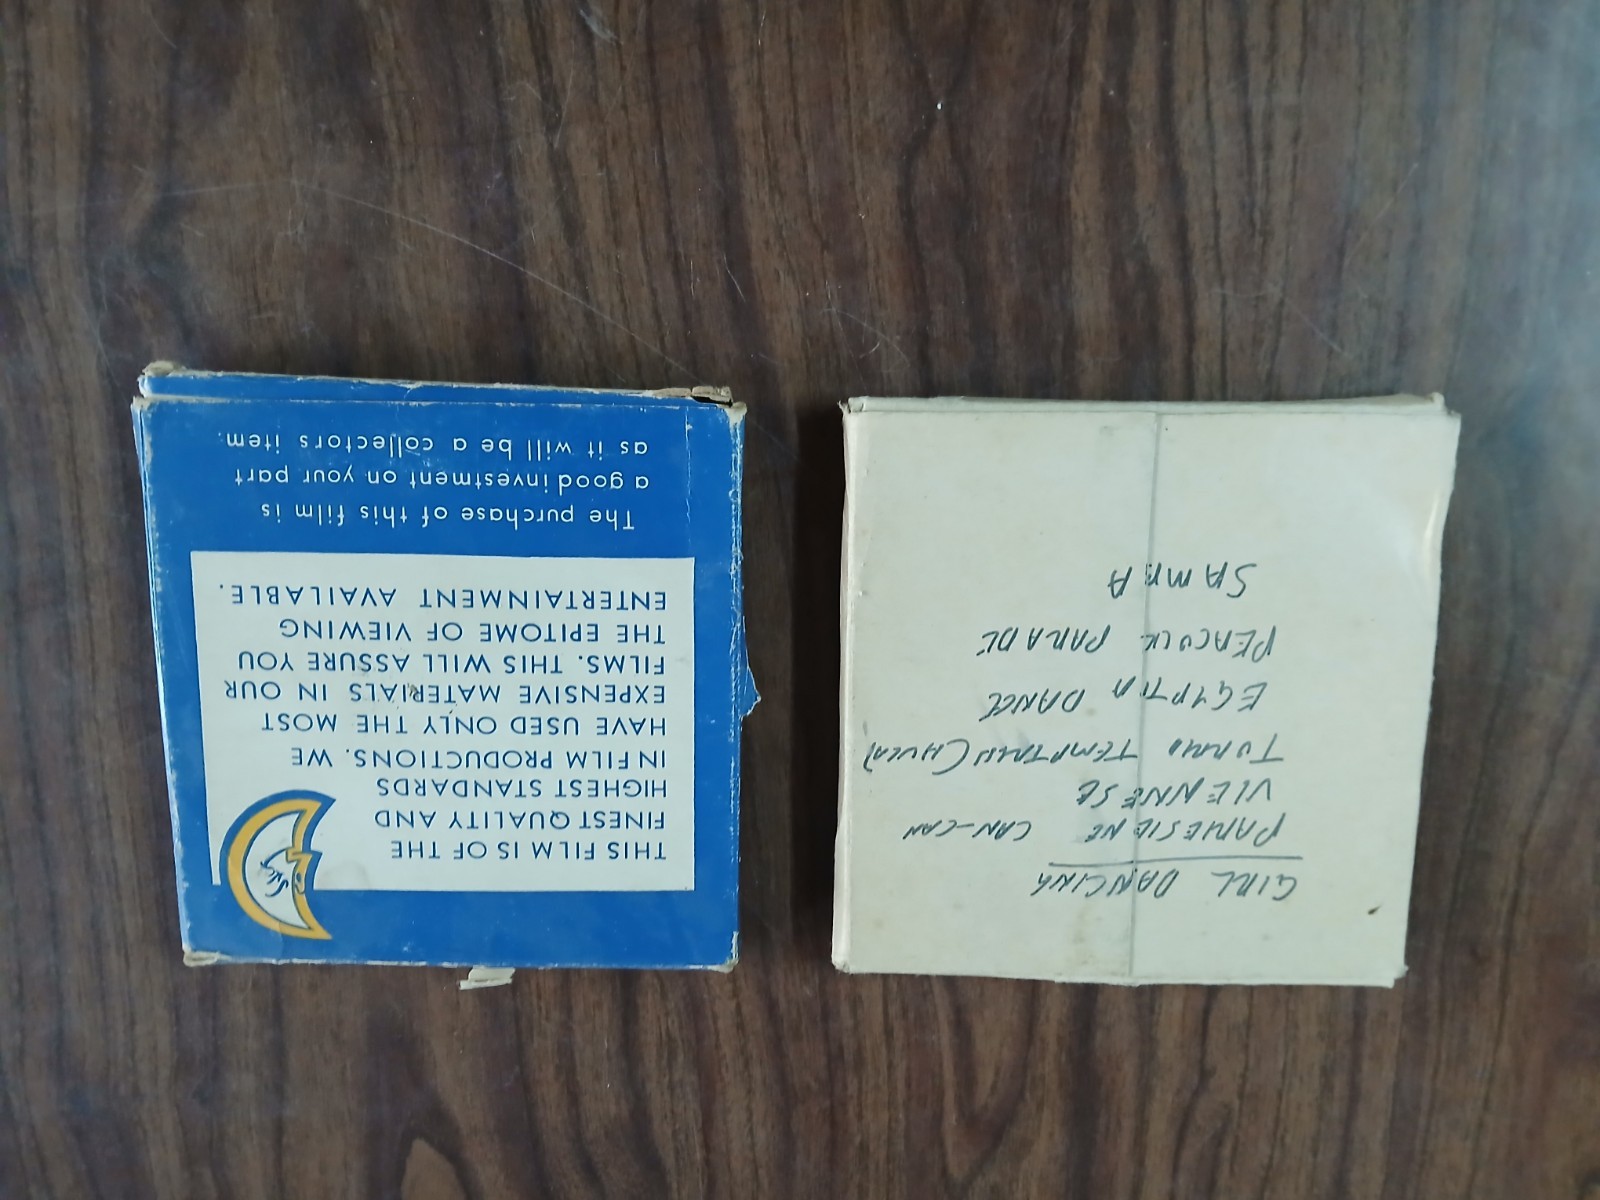 GIRL DANCING
PARIESIENE CAN-CAN
VIENNESE
EGYPTIA DANCE
PEACOCK PARADE
SAMBA
THIS FILM IS OF THE
FINEST QUALITY AND
HIGHEST STANDARDS
IN FILM PRODUCTIONS. WE
HAVE USED ONLY THE MOST
EXPENSIVE MATERIALS IN OUR
FILMS. THIS WILL ASSURE YOU
THE EPITOME OF VIEWING
ENTERTAINMENT AVAILABLE.
The purchase of this film is
a good investment on your part
as it will be a collectors item.